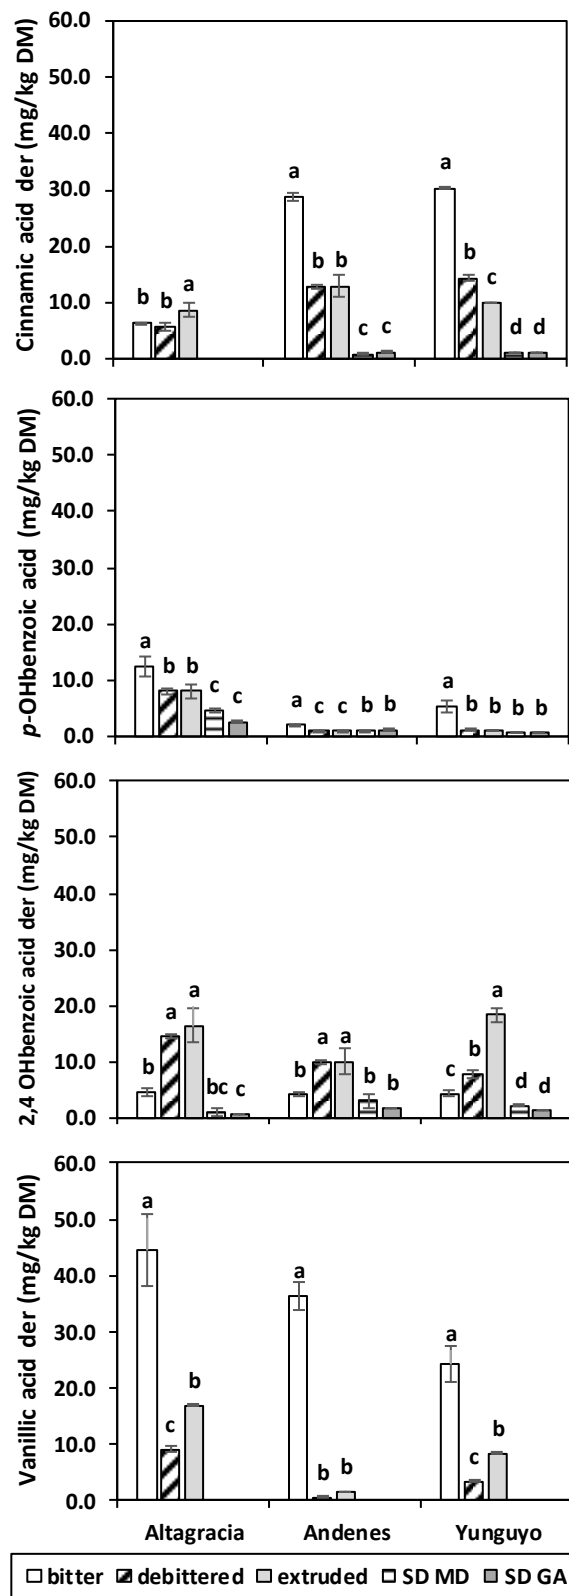 Cinnamic acid der (mg/kg DM)
60.0
50.0
40.0
30.0
20.0
10.0
0.0
b b a
a b b c c
a b c d d
p-OHbenzoic acid (mg/kg DM)
60.0
50.0
40.0
30.0
20.0
10.0
0.0
a b b c c
a c c b b
a b b b b
2,4 OHbenzoic acid der (mg/kg DM)
60.0
50.0
40.0
30.0
20.0
10.0
0.0
b a a bc c
b a a b b
c b a d d
Vanillic acid der (mg/kg DM)
60.0
50.0
40.0
30.0
20.0
10.0
0.0
a c b
a b b
a c b
Altagracia Andenes Yunguyo
bitter debittered extruded SD MD SD GA